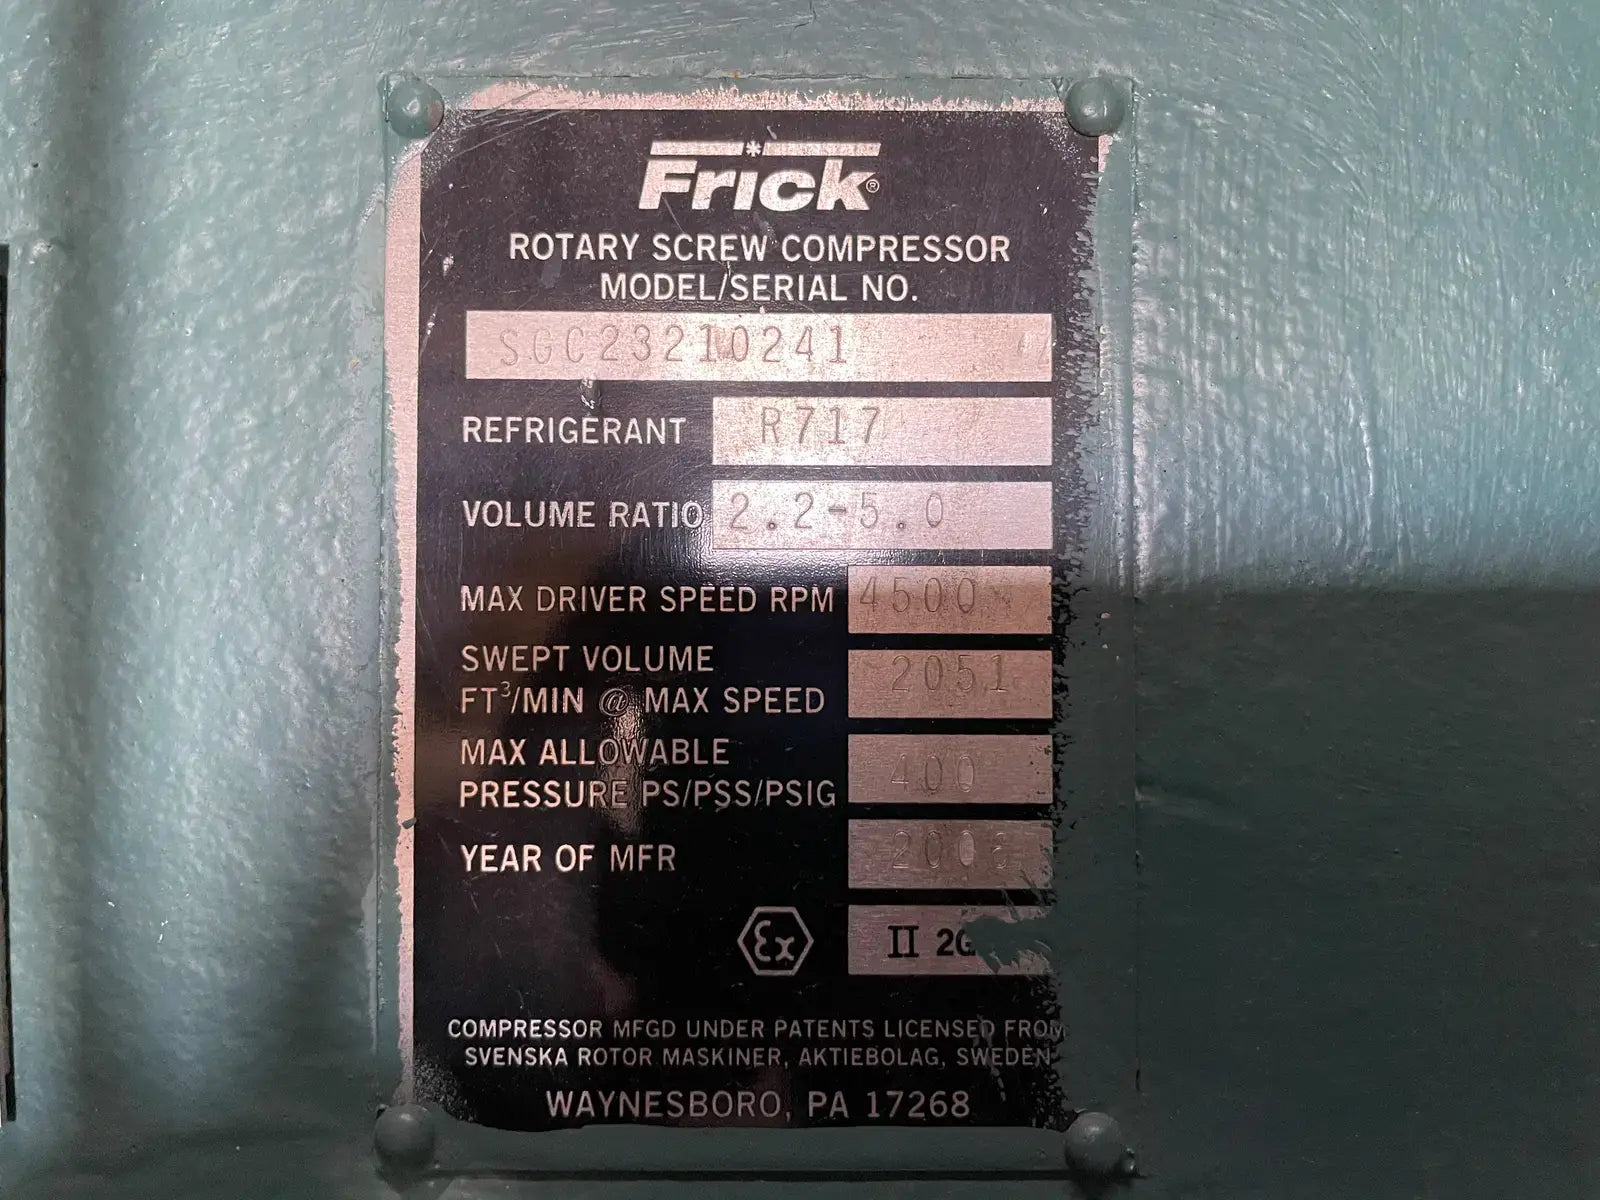 Frick®
ROTARY SCREW COMPRESSOR
MODEL/SERIAL NO.
SGC23210241
REFRIGERANT R717
VOLUME RATIO 2.2-5.0
MAX DRIVER SPEED RPM 4500
SWEPT VOLUME
FT³/MIN @ MAX SPEED 2051
MAX ALLOWABLE
PRESSURE PS/PSS/PSIG 400
YEAR OF MFR
Ex II 2G
COMPRESSOR MFGD UNDER PATENTS LICENSED FROM
SVENSKA ROTOR MASKINER, AKTIEBOLAG, SWEDEN
WAYNESBORO, PA 17268